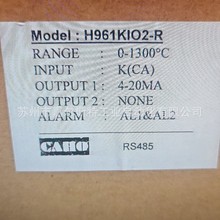 Model : H961KIO2-R
RANGE : 0-1300°C
INPUT : K(CA)
OUTPUT 1 : 4-20MA
OUTPUT 2 : NONE
ALARM : AL1&AL2
CAHO RS485